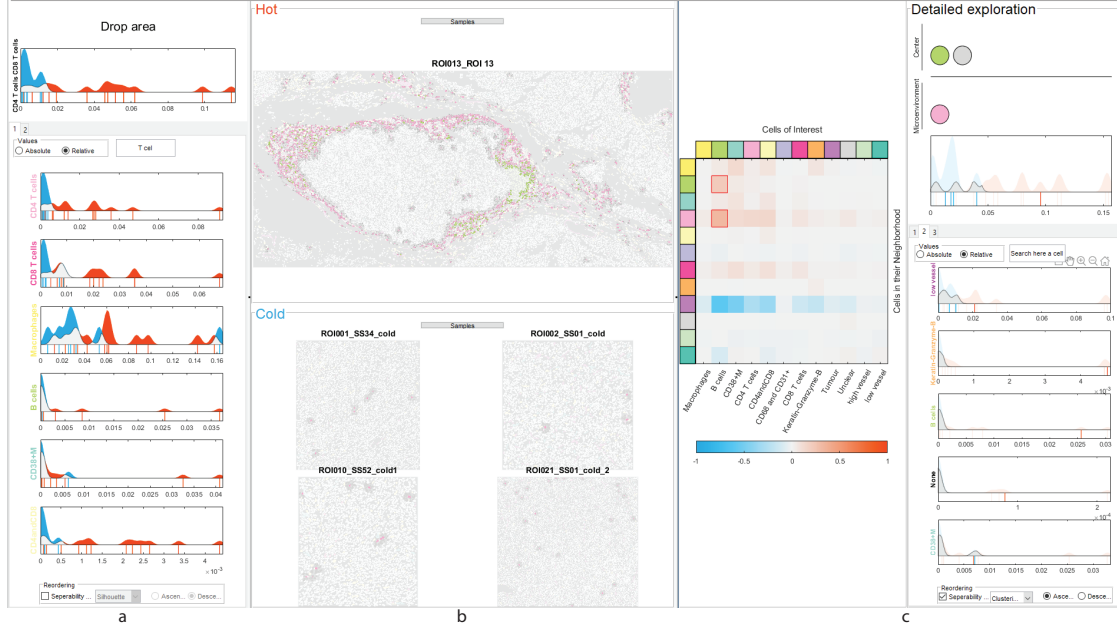 Drop area
CD4 T cells-CD8 T cells
0 0.02 0.04 0.06 0.08 0.1
1 2
Values
Absolute Relative
T cel
CD4 T cells
0 0.02 0.04 0.06 0.08
CD8 T cells
0 0.01 0.02 0.03 0.04 0.05 0.06
Macrophages
0 0.02 0.04 0.06 0.08 0.1 0.12 0.14 0.16
B cells
0 0.005 0.01 0.015 0.02 0.025 0.03 0.035
CD38+M
0 0.005 0.01 0.015 0.02 0.025 0.03 0.035 0.04
CD4andCD8
0 0.5 1 1.5 2 2.5 3 3.5 4
× 10⁻³
Reordering
Seperability ... Silhouette Ascen... Desce...
a
Hot
Samples
ROI013_ROI 13
Cold
Samples
ROI001_SS34_cold
ROI002_SS01_cold
ROI010_SS52_cold1
ROI021_SS01_cold_2
b
Cells of Interest
Cells in their Neighborhood
Macrophages
B cells
CD38+M
CD4 T cells
CD4andCD8
CD68 and CD31+
CD8 T cells
Keratin-Granzyme-B
Tumour
Unclear
high vessel
low vessel
-1 -0.5 0 0.5 1
Detailed exploration
Center
Microenvironment
0 0.05 0.1 0.15
1 2 3
Values
Absolute Relative
Search here a cell
low vessel
0 0.02 0.04 0.06 0.08 0.1
Keratin-Granzyme-B
0 1 2 3 4
× 10⁻³
B cells
0 0.005 0.01 0.015 0.02 0.025 0.03
None
0 1 2
× 10⁻⁴
CD38+M
0 0.005 0.01 0.015 0.02 0.025 0.03
Reordering
Seperability ... Clusteri... Asce... Desce...
c